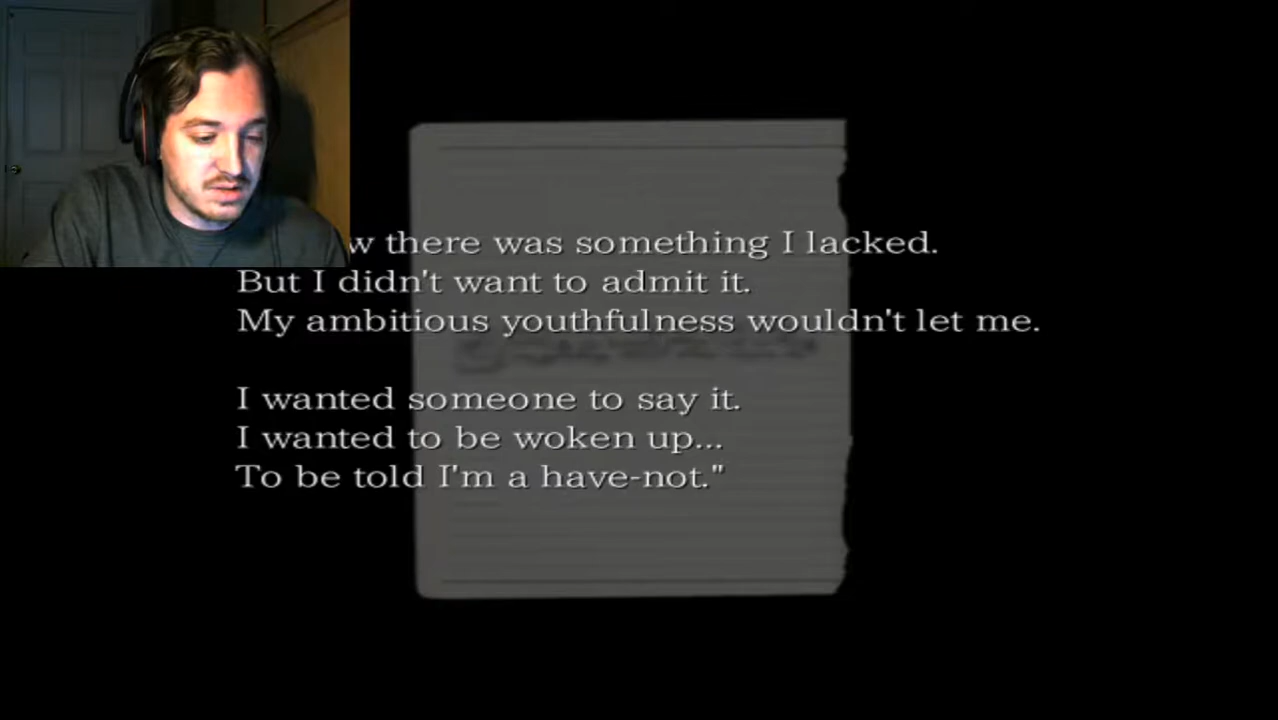 w there was something I lacked.
But I didn't want to admit it.
My ambitious youthfulness wouldn't let me.
I wanted someone to say it.
I wanted to be woken up...
To be told I'm a have-not."